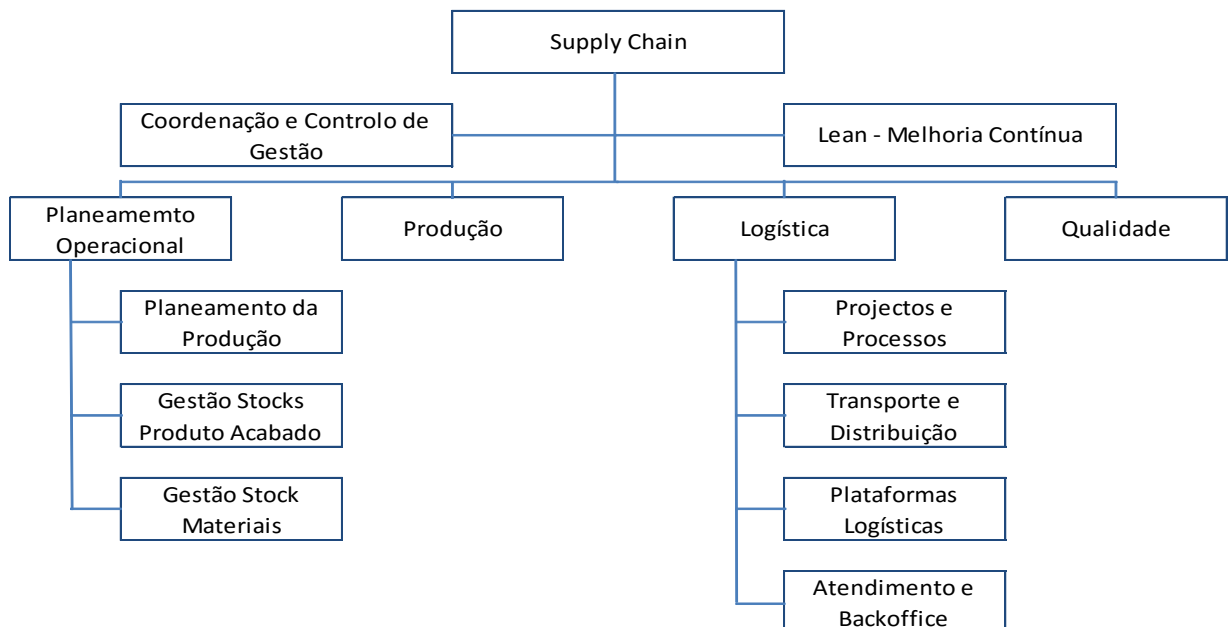 Supply Chain
Coordenação e Controlo de
Gestão
Lean - Melhoria Contínua
Planeamemto
Operacional
Produção
Logística
Qualidade
Planeamento da
Produção
Projectos e
Processos
Gestão Stocks
Produto Acabado
Transporte e
Distribuição
Gestão Stock
Materiais
Plataformas
Logísticas
Atendimento e
Backoffice